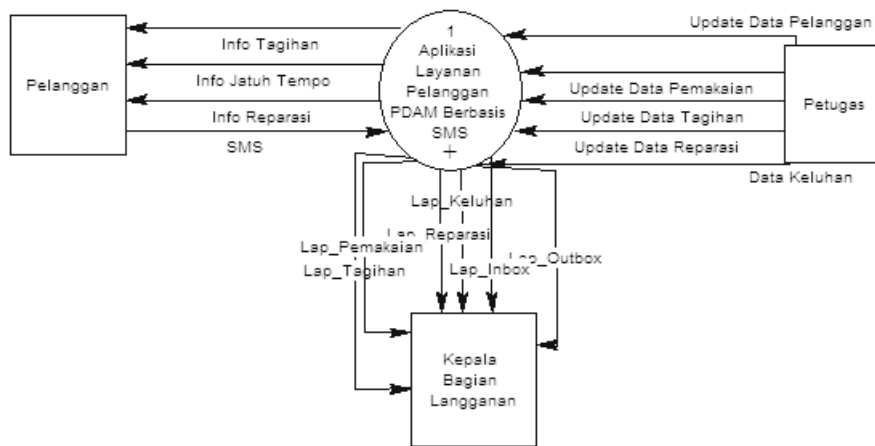 Update Data Pelanggan
1
Aplikasi
Layanan
Pelanggan
PDAM Berbasis
SMS
+
Info Tagihan
Info Jatuh Tempo
Info Reparasi
SMS
Pelanggan
Petugas
Update Data Pemakaian
Update Data Tagihan
Update Data Reparasi
Data Keluhan
Lap_Keluhan
Lap_Reparasi
Lap_Pemakaian
Lap_Tagihan
Lap_Inbox
Lap_Outbox
Kepala
Bagian
Langganan